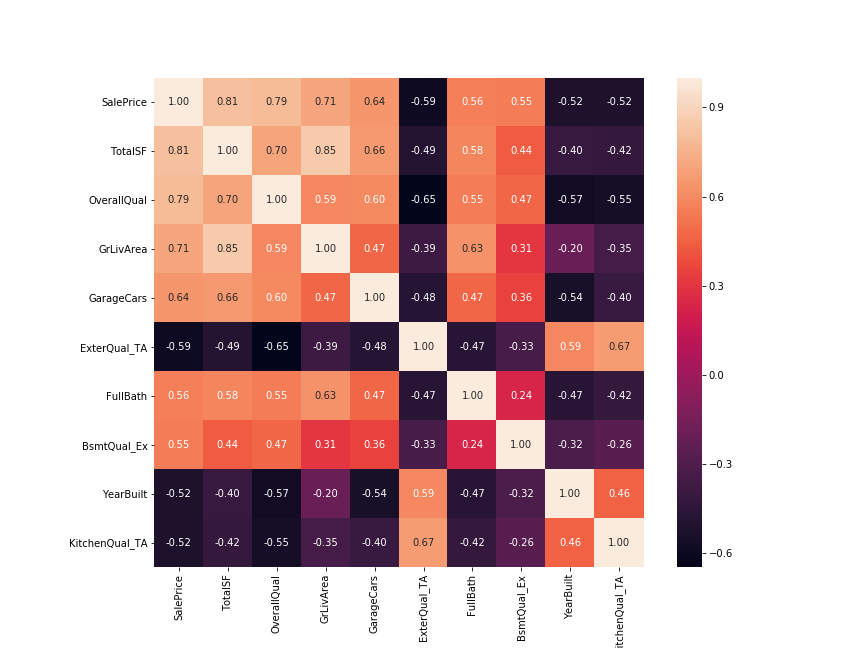 SalePrice 1.00 0.81 0.79 0.71 0.64 -0.59 0.56 0.55 -0.52 -0.52
TotalSF 0.81 1.00 0.70 0.85 0.66 -0.49 0.58 0.44 -0.40 -0.42
OverallQual 0.79 0.70 1.00 0.59 0.60 -0.65 0.55 0.47 -0.57 -0.55
GrLivArea 0.71 0.85 0.59 1.00 0.47 -0.39 0.63 0.31 -0.20 -0.35
GarageCars 0.64 0.66 0.60 0.47 1.00 -0.48 0.47 0.36 -0.54 -0.40
ExterQual_TA -0.59 -0.49 -0.65 -0.39 -0.48 1.00 -0.47 -0.33 0.59 0.67
FullBath 0.56 0.58 0.55 0.63 0.47 -0.47 1.00 0.24 -0.47 -0.42
BsmtQual_Ex 0.55 0.44 0.47 0.31 0.36 -0.33 0.24 1.00 -0.32 -0.26
YearBuilt -0.52 -0.40 -0.57 -0.20 -0.54 0.59 -0.47 -0.32 1.00 0.46
KitchenQual_TA -0.52 -0.42 -0.55 -0.35 -0.40 0.67 -0.42 -0.26 0.46 1.00
SalePrice
TotalSF
OverallQual
GrLivArea
GarageCars
ExterQual_TA
FullBath
BsmtQual_Ex
YearBuilt
itchenQual_TA
0.9
0.6
0.3
0.0
−0.3
−0.6